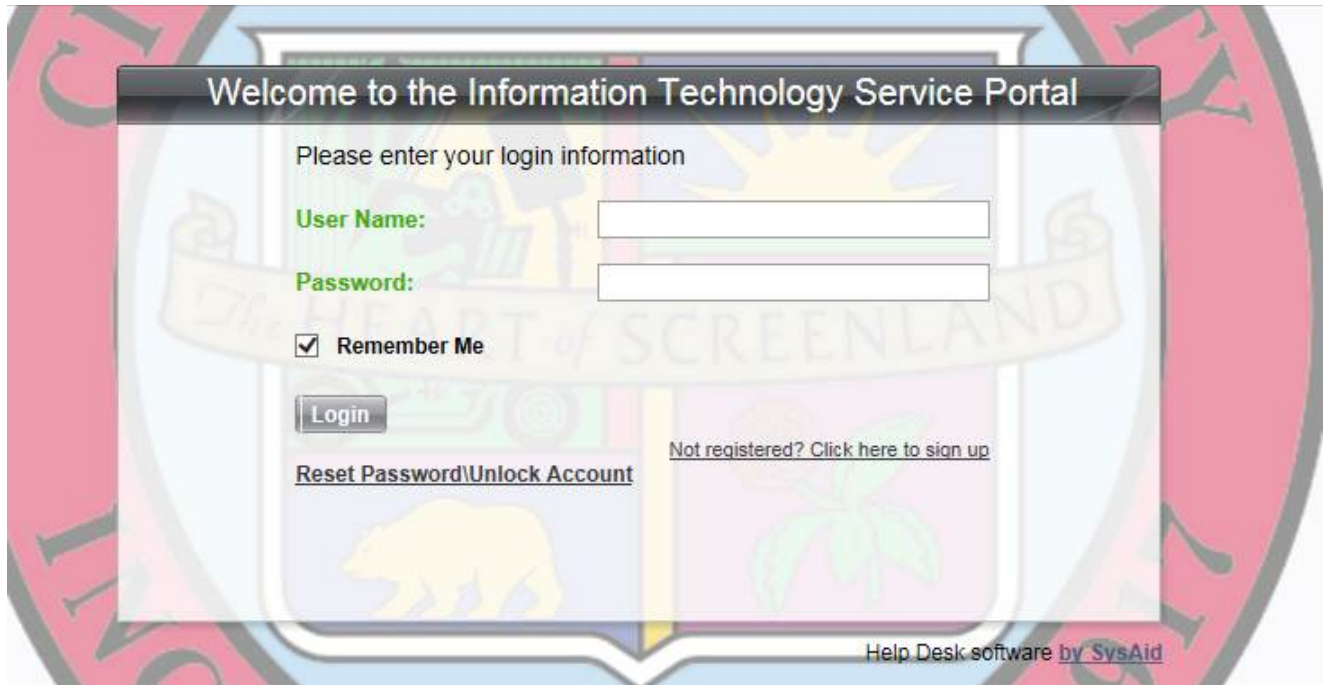 Welcome to the Information Technology Service Portal
Please enter your login information
User Name:
Password:
The HEART of SCREENLAND
Remember Me
Login
Not registered? Click here to sign up
Reset Password\Unlock Account
Help Desk software by SysAid